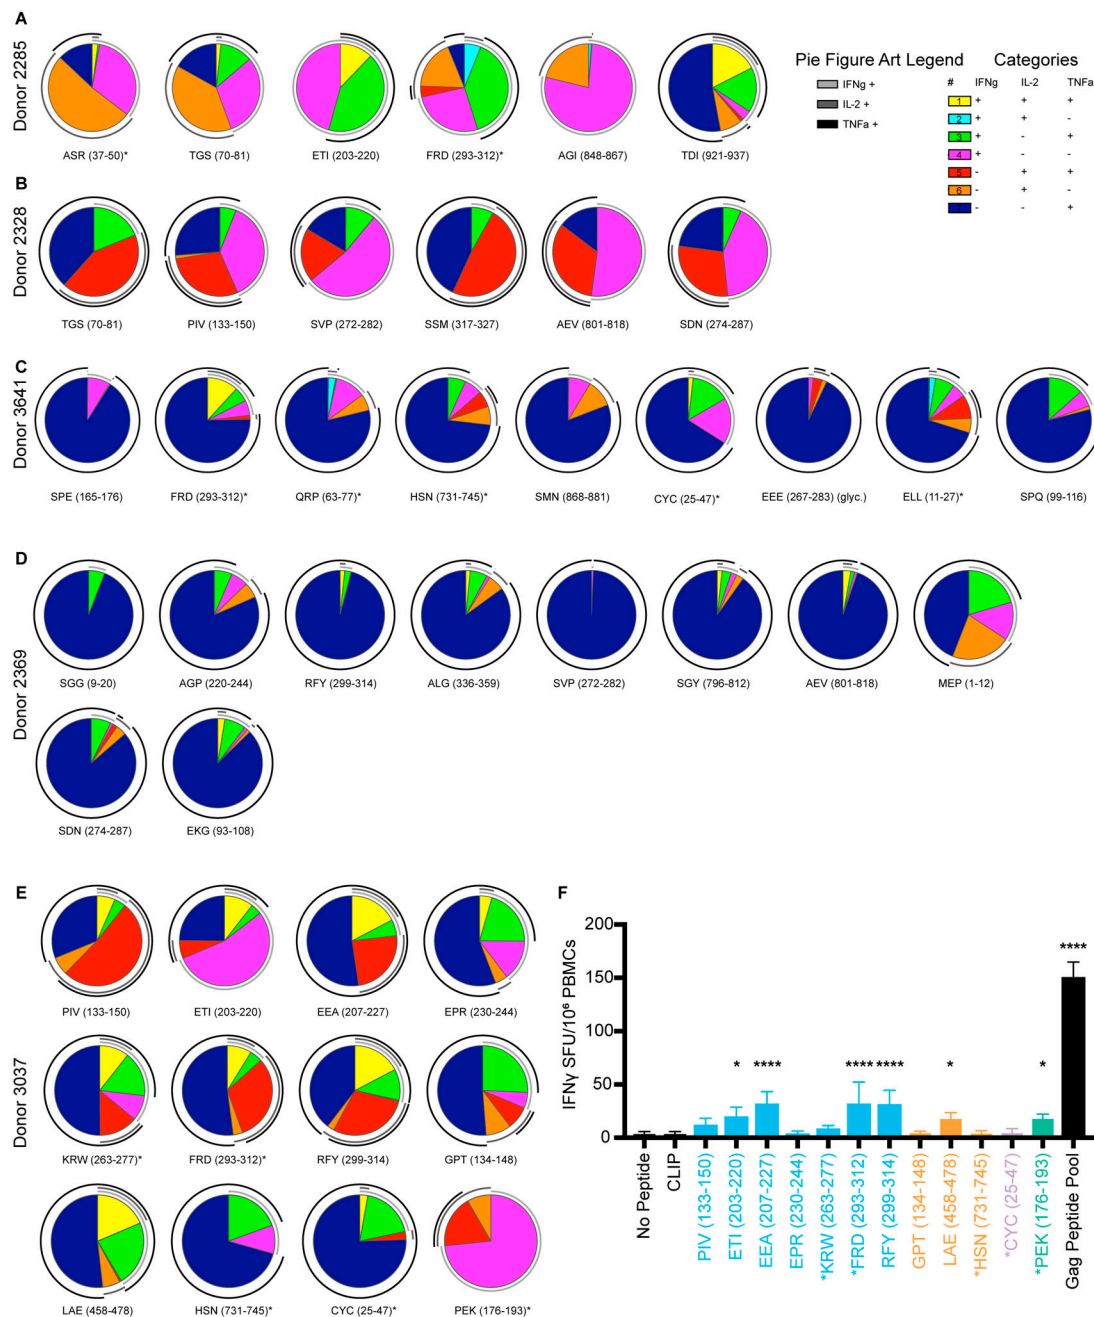 A
Donor 2285
ASR (37-50)*
TGS (70-81)
ETI (203-220)
FRD (293-312)*
AGI (848-867)
TDI (921-937)
Pie Figure Art Legend
IFNg +
IL-2 +
TNFa +
Categories
# IFNg IL-2 TNFa
1 + + +
2 + + -
3 + - +
4 + - -
5 - + +
6 - + -
7 - - +
B
Donor 2328
TGS (70-81)
PIV (133-150)
SVP (272-282)
SSM (317-327)
AEV (801-818)
SDN (274-287)
C
Donor 3641
SPE (165-176)
FRD (293-312)*
QRP (63-77)*
HSN (731-745)*
SMN (868-881)
CYC (25-47)*
EEE (267-283) (glyc.)
ELL (11-27)*
SPQ (99-116)
D
Donor 2369
SGG (9-20)
AGP (220-244)
RFY (299-314)
ALG (336-359)
SVP (272-282)
SGY (796-812)
AEV (801-818)
MEP (1-12)
SDN (274-287)
EKG (93-108)
E
Donor 3037
PIV (133-150)
ETI (203-220)
EEA (207-227)
EPR (230-244)
KRW (263-277)*
FRD (293-312)*
RFY (299-314)
GPT (134-148)
LAE (458-478)
HSN (731-745)*
CYC (25-47)*
PEK (176-193)*
F
IFNγ SFU/10⁶ PBMCs
200
150
100
50
0
* **** **** **** * * ****
No Peptide
CLIP
PIV (133-150)
ETI (203-220)
EEA (207-227)
EPR (230-244)
*KRW (263-277)
*FRD (293-312)
RFY (299-314)
GPT (134-148)
LAE (458-478)
*HSN (731-745)
*CYC (25-47)
*PEK (176-193)
Gag Peptide Pool